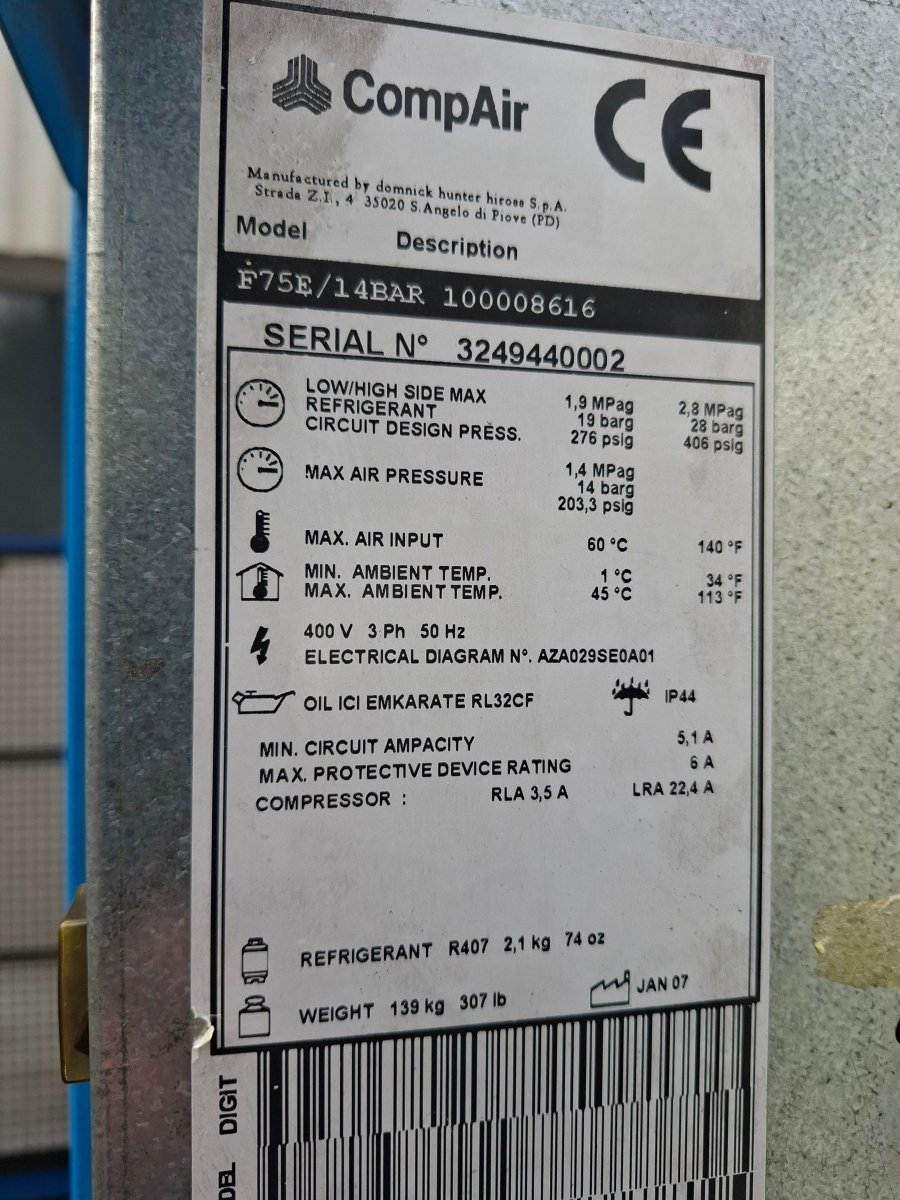 CompAir CE
Manufactured by domnick hunter hiross S.p.A.
Strada Z.I., 4 35020 S.Angelo di Piove (PD)
Model Description
F75E/14BAR 100008616
SERIAL N° 3249440002
LOW/HIGH SIDE MAX 1,9 MPag 2,8 MPag
REFRIGERANT 19 barg 28 barg
CIRCUIT DESIGN PRESS. 276 psig 406 psig
MAX AIR PRESSURE 1,4 MPag
14 barg
203,3 psig
MAX. AIR INPUT 60 °C 140 °F
MIN. AMBIENT TEMP. 1 °C 34 °F
MAX. AMBIENT TEMP. 45 °C 113 °F
400 V 3 Ph 50 Hz
ELECTRICAL DIAGRAM N°. AZA029SE0A01
OIL ICI EMKARATE RL32CF IP44
MIN. CIRCUIT AMPACITY 5,1 A
MAX. PROTECTIVE DEVICE RATING 6 A
COMPRESSOR : RLA 3,5 A LRA 22,4 A
REFRIGERANT R407 2,1 kg 74 oz
WEIGHT 139 kg 307 lb JAN 07
DIGIT